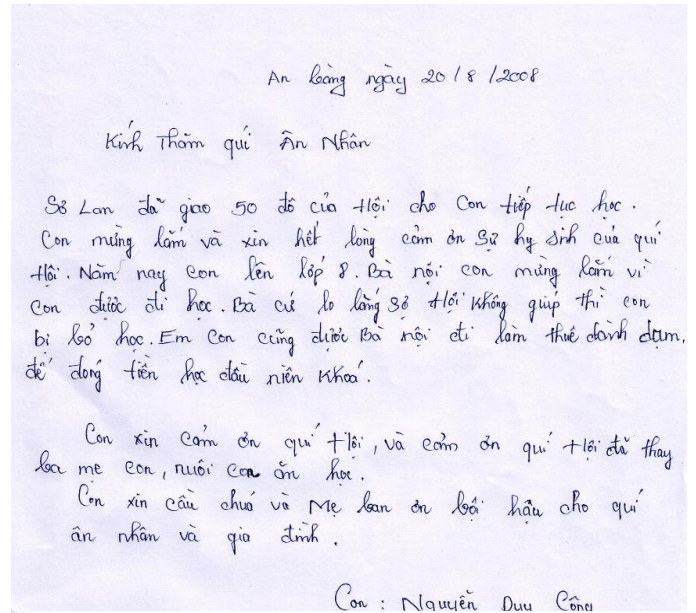 An Hoàng ngày 20/8/2008
Kính Thăm quí Ân Nhân
Sơ Lan đã giao 50 đô của Hội cho Con tiếp tục học.
Con mừng lắm và xin hết lòng cảm ơn Sự hy sinh của quí
Hội. Năm nay con lên lớp 8. Bà nội con mừng lắm vì
Con được đi học. Bà cứ lo lắng sợ Hội Không giúp thì con
bị bỏ học. Em Con cũng được Bà nội đi làm thuê dành dụm,
để đóng tiền học đầu niên Khoá.
Con xin Cảm ơn quí Hội, và cảm ơn quí Hội đã thay
ba mẹ con, nuôi con ăn học.
Con xin cầu chuá và Mẹ ban ơn bội hậu cho quí
ân nhân và gia đình.
Con : Nguyễn Duy Công